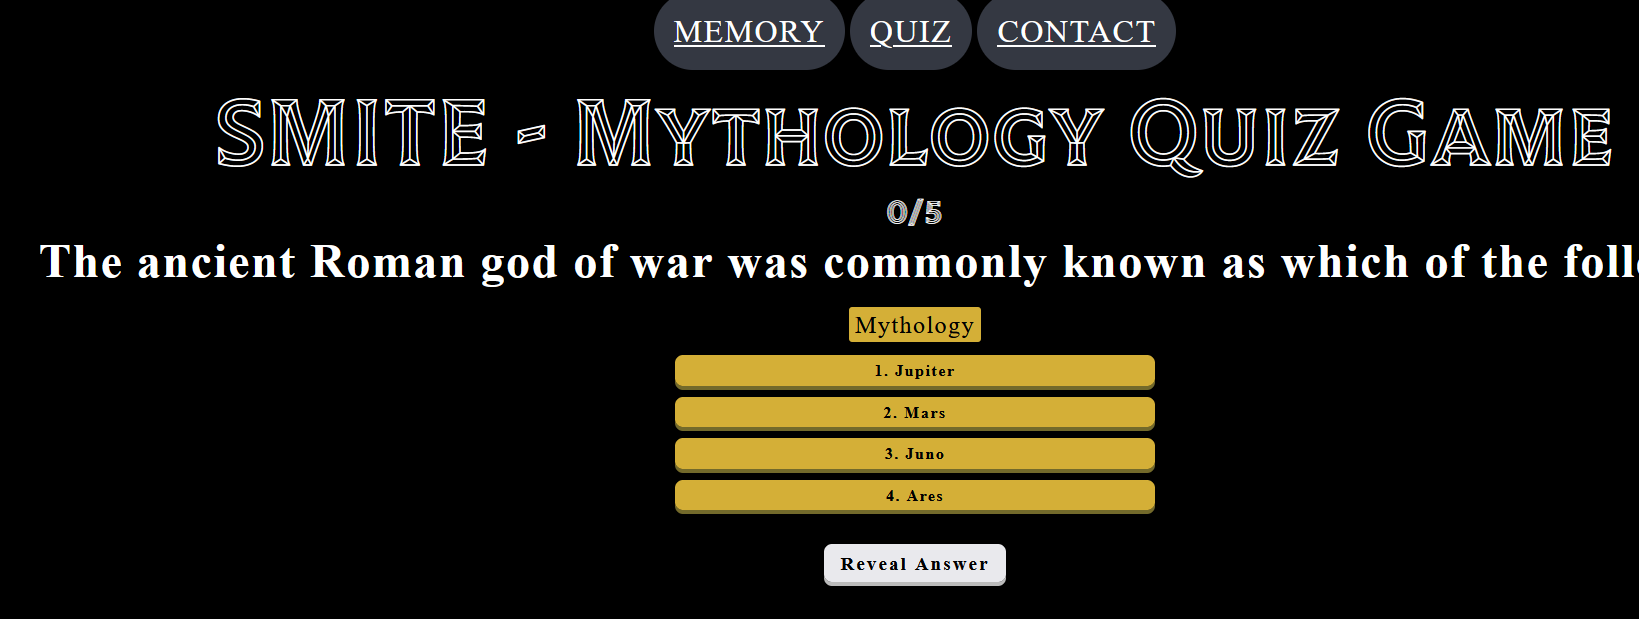 MEMORY QUIZ CONTACT
SMITE - Mythology Quiz Game
0/5
The ancient Roman god of war was commonly known as which of the
Mythology
1. Jupiter
2. Mars
3. Juno
4. Ares
Reveal Answer